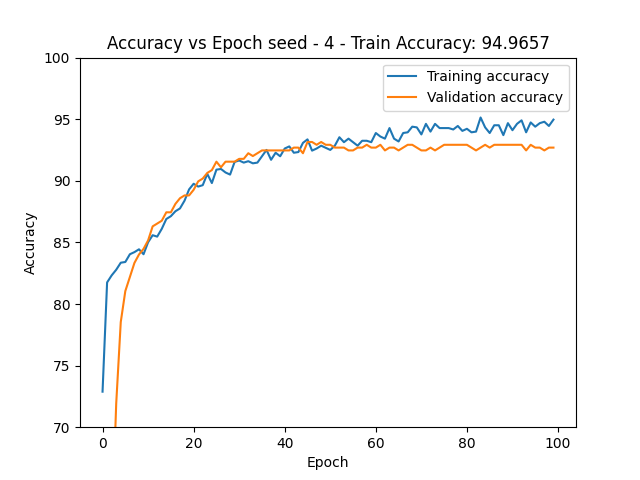 Accuracy vs Epoch seed - 4 - Train Accuracy: 94.9657
Training accuracy
Validation accuracy
100
95
90
85
80
75
70
Accuracy
0 20 40 60 80 100
Epoch